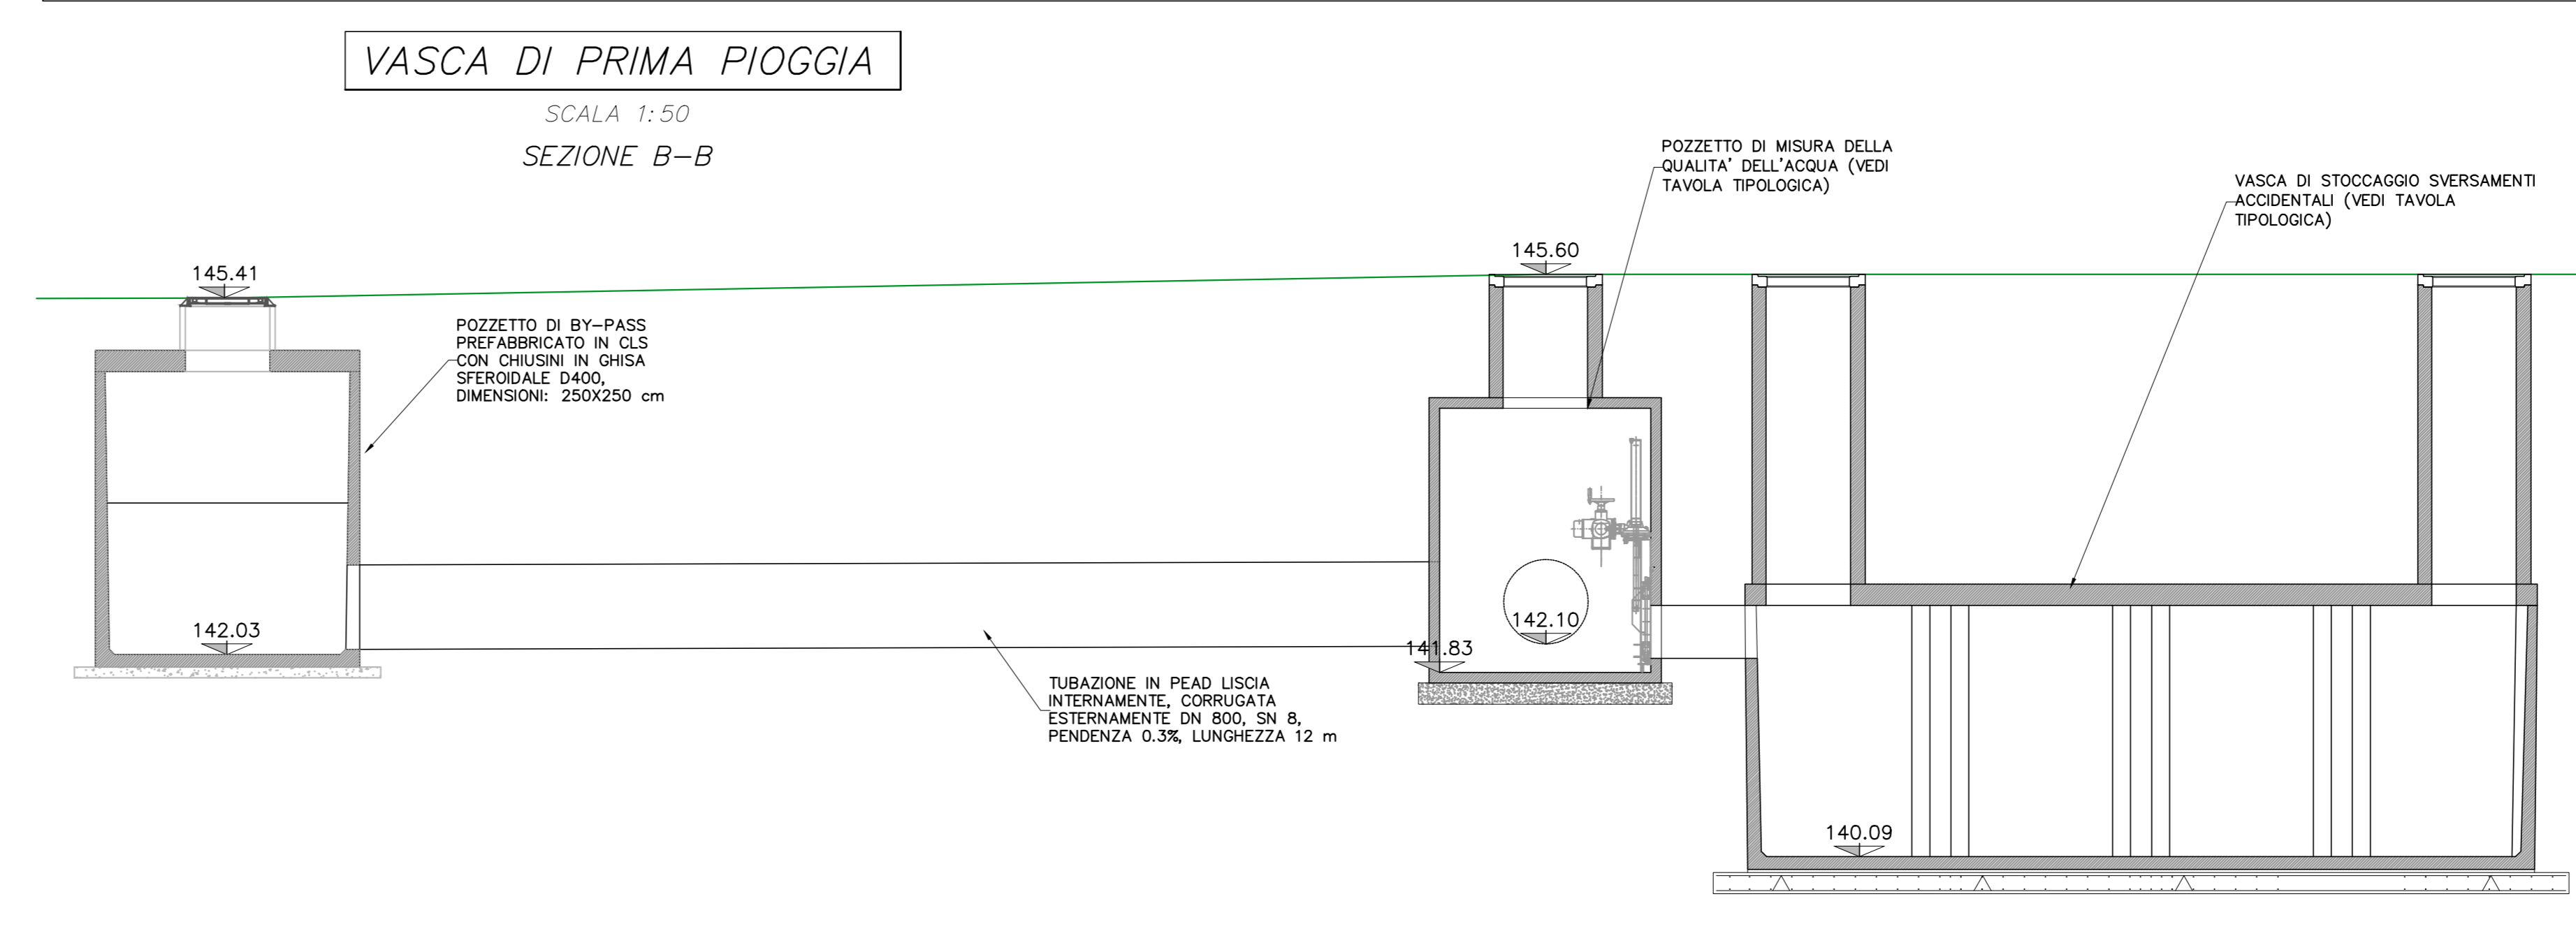 VASCA DI PRIMA PIOGGIA
SCALA 1:50
SEZIONE B-B
POZZETTO DI MISURA DELLA
QUALITA' DELL'ACQUA (VEDI
TAVOLA TIPOLOGICA)
VASCA DI STOCCAGGIO SVERSAMENTI
ACCIDENTALI (VEDI TAVOLA
TIPOLOGICA)
145.41
145.60
POZZETTO DI BY-PASS
PREFABBRICATO IN CLS
CON CHIUSINI IN GHISA
SFEROIDALE D400,
DIMENSIONI: 250X250 cm
142.03
142.10
141.83
TUBAZIONE IN PEAD LISCIA
INTERNAMENTE, CORRUGATA
ESTERNAMENTE DN 800, SN 8,
PENDENZA 0.3%, LUNGHEZZA 12 m
140.09